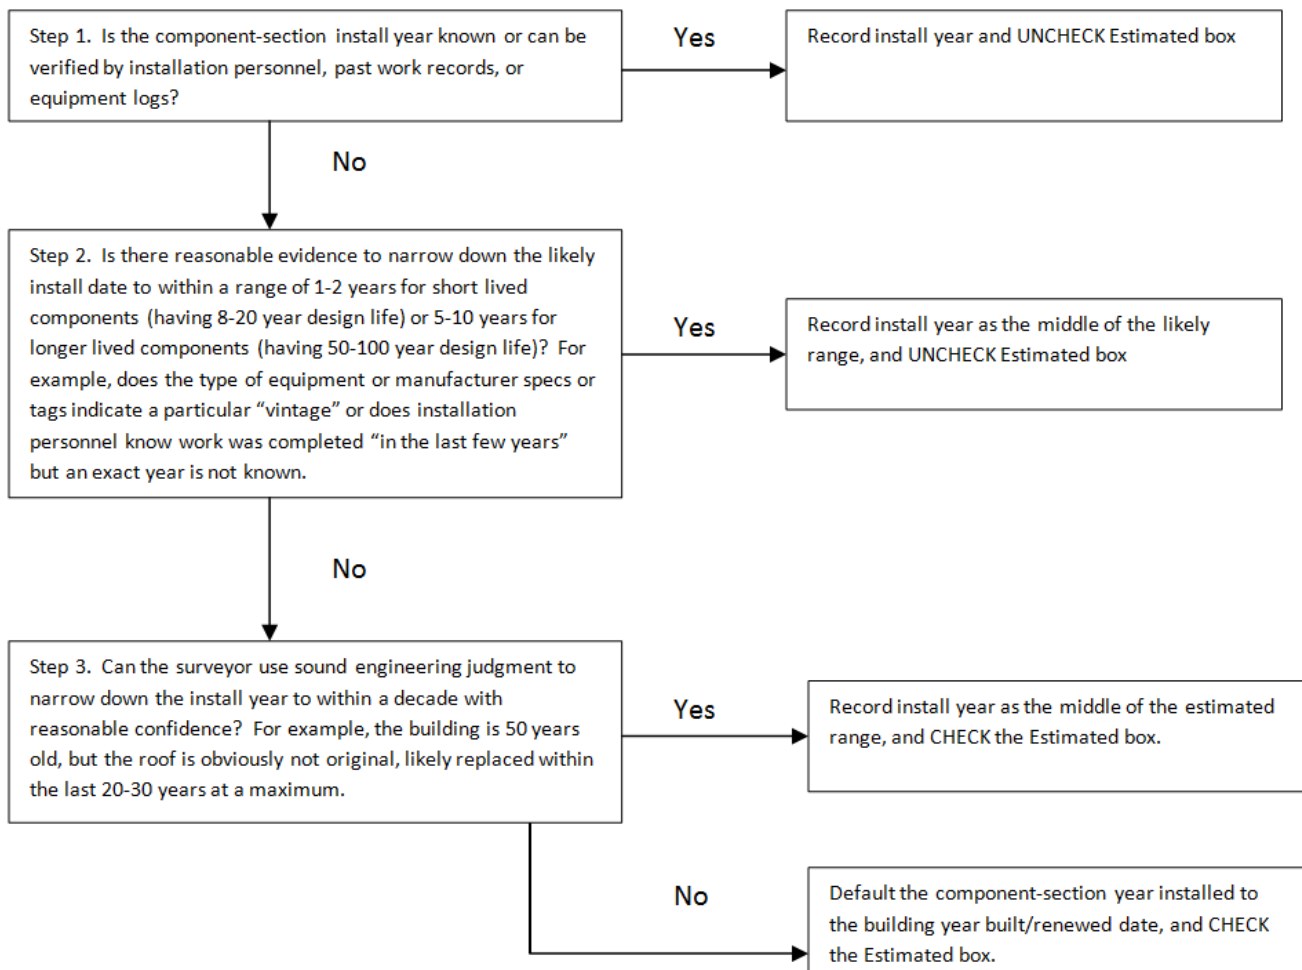 Step 1. Is the component-section install year known or can be
verified by installation personnel, past work records, or
equipment logs?
Yes
Record install year and UNCHECK Estimated box
No
Step 2. Is there reasonable evidence to narrow down the likely
install date to within a range of 1-2 years for short lived
components (having 8-20 year design life) or 5-10 years for
longer lived components (having 50-100 year design life)? For
example, does the type of equipment or manufacturer specs or
tags indicate a particular “vintage” or does installation
personnel know work was completed “in the last few years”
but an exact year is not known.
Yes
Record install year as the middle of the likely
range, and UNCHECK Estimated box
No
Step 3. Can the surveyor use sound engineering judgment to
narrow down the install year to within a decade with
reasonable confidence? For example, the building is 50 years
old, but the roof is obviously not original, likely replaced within
the last 20-30 years at a maximum.
Yes
Record install year as the middle of the estimated
range, and CHECK the Estimated box.
No
Default the component-section year installed to
the building year built/renewed date, and CHECK
the Estimated box.